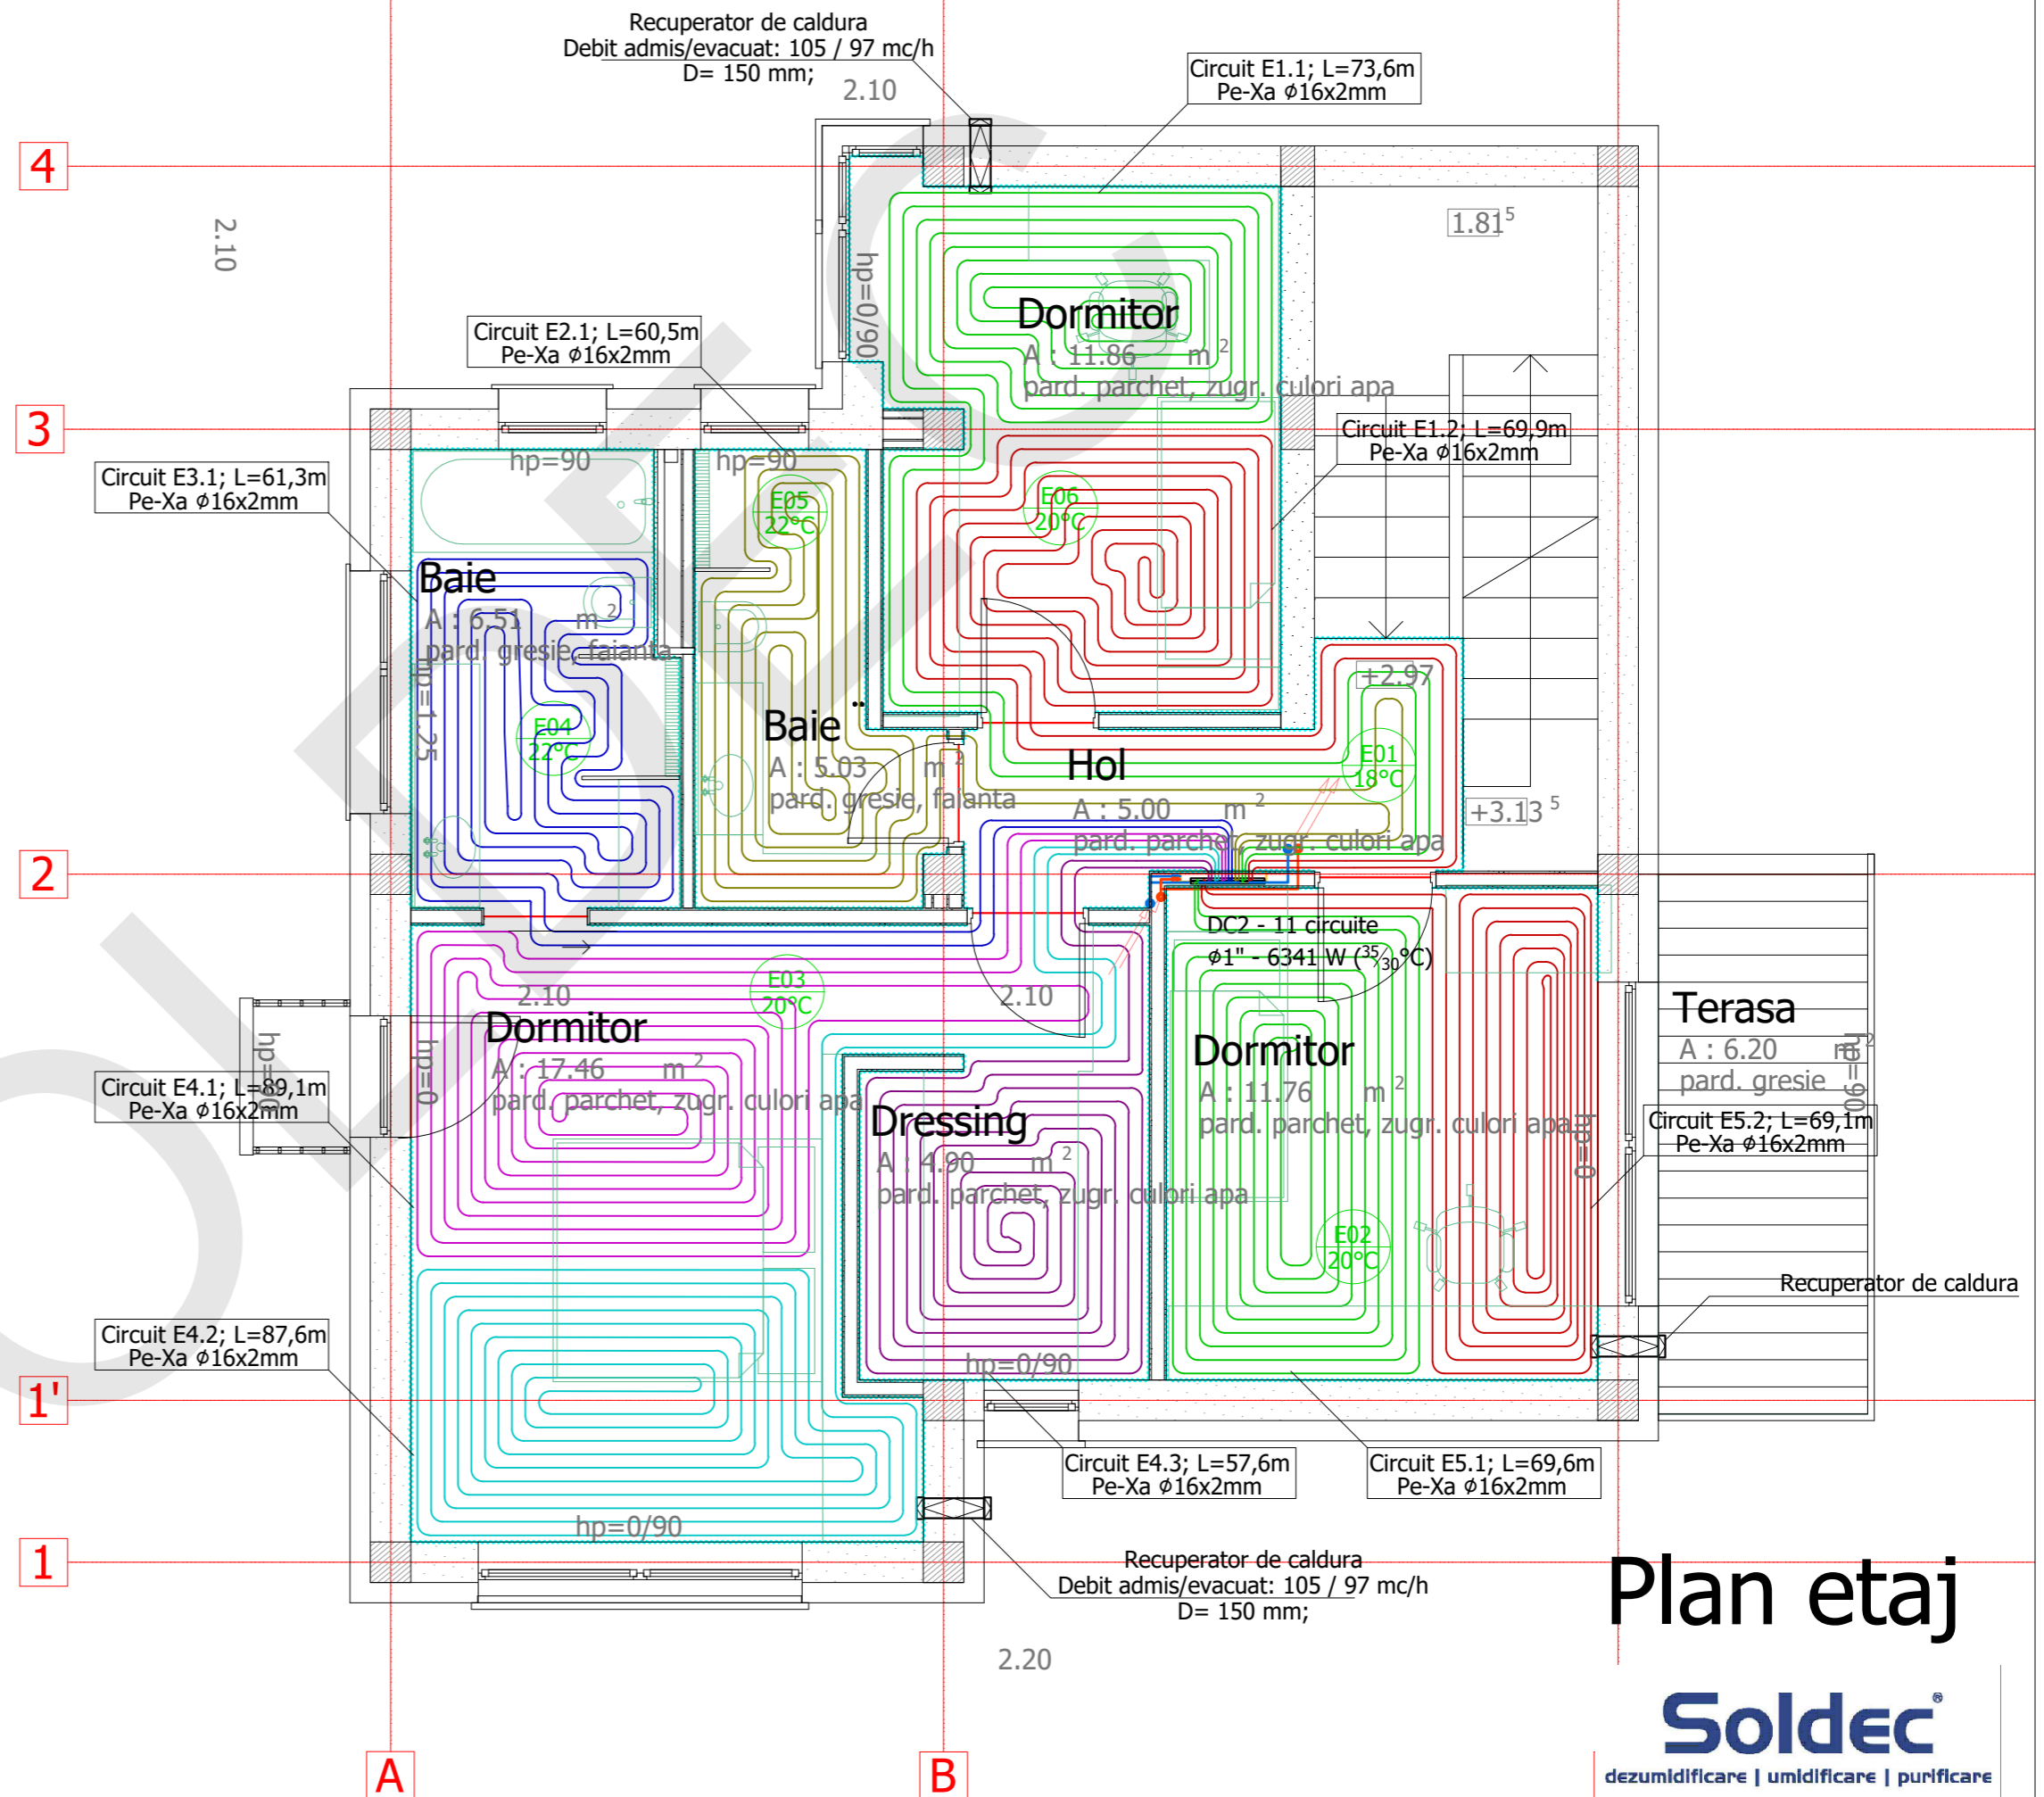 Recuperator de caldura
Debit admis/evacuat: 105 / 97 mc/h
D= 150 mm;
2.10
Circuit E1.1; L=73,6m
Pe-Xa ϕ16x2mm
4
2.10
1.81⁵
hp=0/90
Dormitor
A : 11.86 m²
pard. parchet, zugr. culori apa
Circuit E2.1; L=60,5m
Pe-Xa ϕ16x2mm
3
Circuit E1.2; L=69,9m
Pe-Xa ϕ16x2mm
hp=90
hp=90
Circuit E3.1; L=61,3m
Pe-Xa ϕ16x2mm
E05
22°C
E06
20°C
Baie
A : 6.51 m²
pard. gresie, faianta
hp=1.25
E04
22°C
+2.97
Baie
A : 5.03 m²
pard. gresie, faianta
Hol
A : 5.00 m²
pard. parchet, zugr. culori apa
E01
18°C
+3.13⁵
2
DC2 - 11 circuite
ϕ1" - 6341 W (³⁵/₃₀°C)
E03
20°C
2.10
2.10
Dormitor
A : 17.46 m²
pard. parchet, zugr. culori apa
hp=90
hp=0
Dormitor
A : 11.76 m²
pard. parchet, zugr. culori apa
hp=0
Terasa
A : 6.20 m²
pard. gresie
hp=90
Circuit E4.1; L=89,1m
Pe-Xa ϕ16x2mm
Dressing
A : 4.90 m²
pard. parchet, zugr. culori apa
Circuit E5.2; L=69,1m
Pe-Xa ϕ16x2mm
E02
20°C
Recuperator de caldura
Circuit E4.2; L=87,6m
Pe-Xa ϕ16x2mm
hp=0/90
1'
Circuit E4.3; L=57,6m
Pe-Xa ϕ16x2mm
Circuit E5.1; L=69,6m
Pe-Xa ϕ16x2mm
hp=0/90
1
Recuperator de caldura
Debit admis/evacuat: 105 / 97 mc/h
D= 150 mm;
Plan etaj
2.20
Soldec®
dezumidificare | umidificare | purificare
A
B